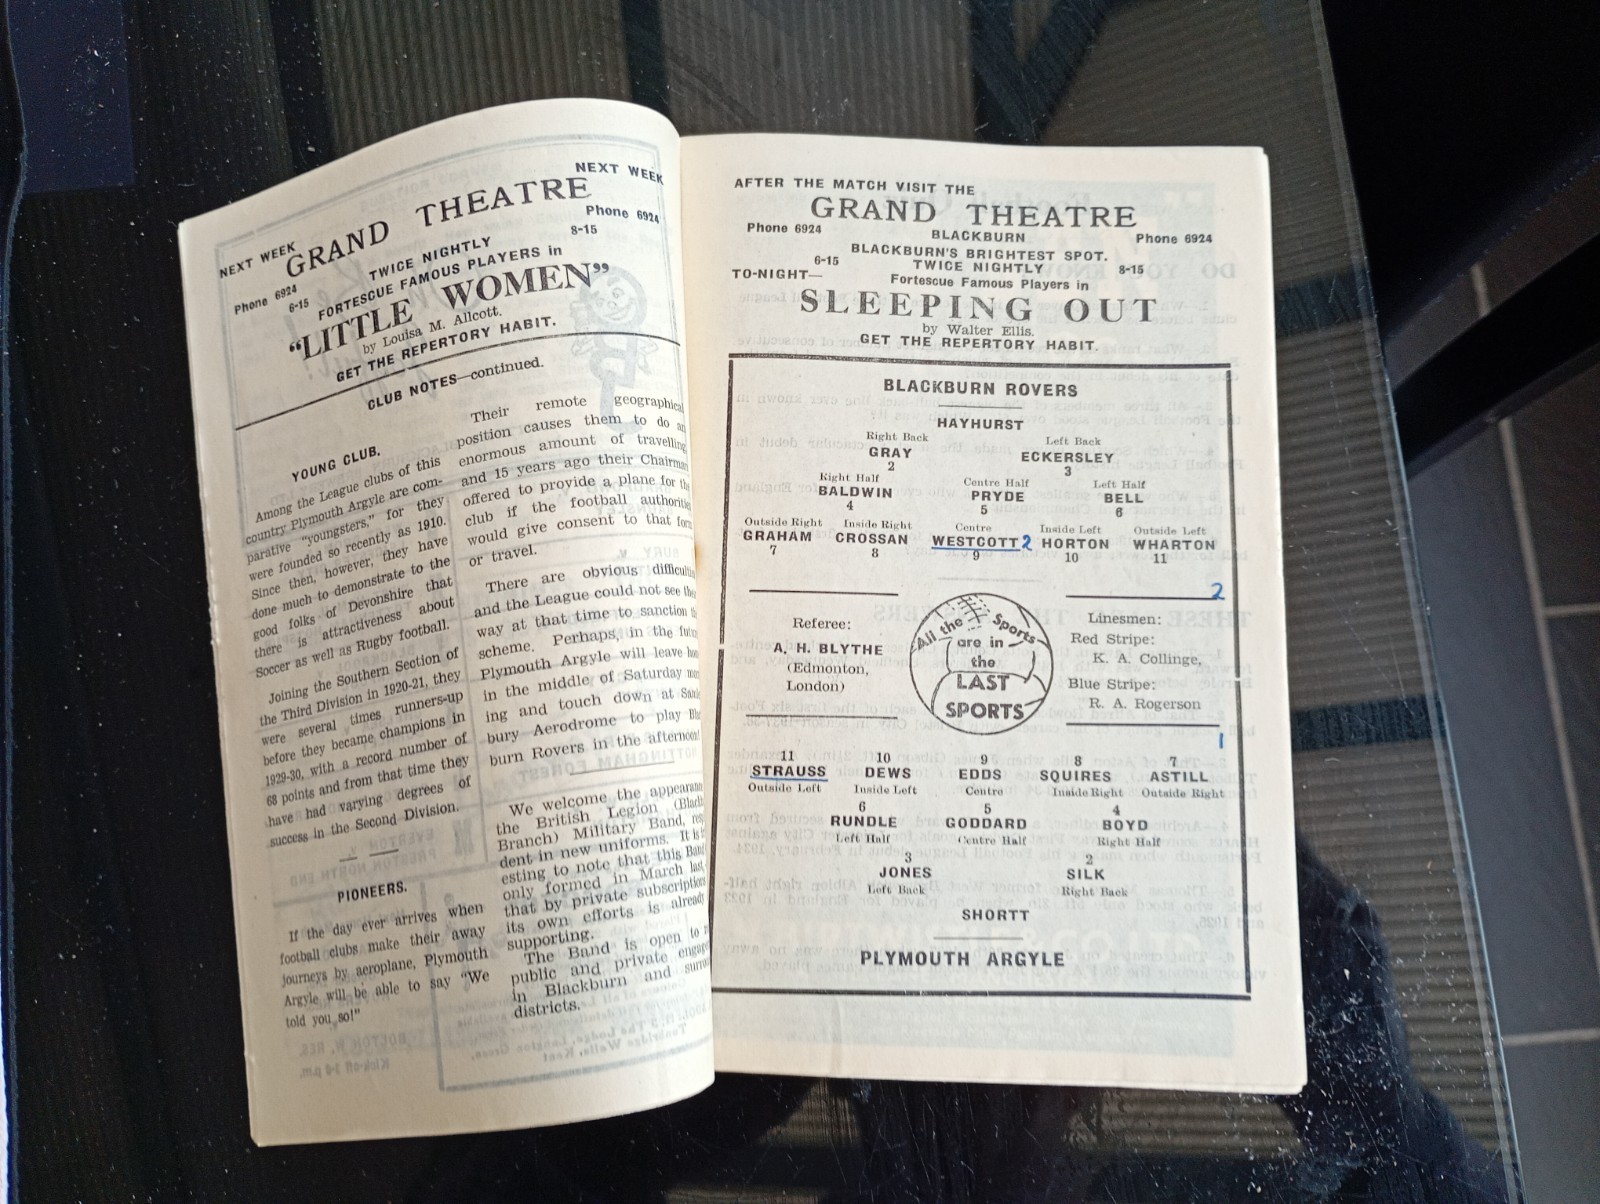 NEXT WEEK
NEXT WEEK
GRAND THEATRE
Phone 6924
Phone 6924
TWICE NIGHTLY
6-15
8-15
FORTESCUE FAMOUS PLAYERS in
“LITTLE WOMEN”
by Louisa M. Allcott.
GET THE REPERTORY HABIT.
CLUB NOTES—continued.
YOUNG CLUB.
Among the League clubs of this
country Plymouth Argyle are com-
parative "youngsters," for they
were founded so recently as 1910.
Since then, however, they have
done much to demonstrate to the
good folks of Devonshire that
there is attractiveness about
Soccer as well as Rugby football.
Joining the Southern Section of
the Third Division in 1920-21, they
were several times runners-up
before they became champions in
1929-30, with a record number of
68 points and from that time they
have had varying degrees of
success in the Second Division.
PIONEERS.
If the day ever arrives when
football clubs make their away
journeys by aeroplane, Plymouth
Argyle will be able to say "We
told you so!"
Their remote geographical
position causes them to do an
enormous amount of travelling
and 15 years ago their Chairman
offered to provide a plane for the
club if the football authorities
would give consent to that form
or travel.
There are obvious difficulties
and the League could not see their
way at that time to sanction the
scheme. Perhaps, in the future
Plymouth Argyle will leave
in the middle of Saturday morn
ing and touch down at
bury Aerodrome to play
burn Rovers in the afternoon!
We welcome the
the British Legion
Branch) Military Band,
dent in new uniforms. It is
esting to note that this Band
only formed in March last
that by private subscriptions
its own efforts is already
supporting.
The Band is open to
public and private
in Blackburn and
districts.
AFTER THE MATCH VISIT THE
GRAND THEATRE
Phone 6924 BLACKBURN Phone 6924
BLACKBURN'S BRIGHTEST SPOT.
6-15 TWICE NIGHTLY 8-15
TO-NIGHT— Fortescue Famous Players in
SLEEPING OUT
by Walter Ellis.
GET THE REPERTORY HABIT.
BLACKBURN ROVERS
HAYHURST
Right Back Left Back
GRAY ECKERSLEY
2 3
Right Half Centre Half Left Half
BALDWIN PRYDE BELL
4 5 6
Outside Right Inside Right Centre Inside Left Outside Left
GRAHAM CROSSAN WESTCOTT 2 HORTON WHARTON
7 8 9 10 11
2
Referee:
A. H. BLYTHE
(Edmonton,
London)
All the Sports
are in
the
LAST
SPORTS
Linesmen:
Red Stripe:
K. A. Collinge,
Blue Stripe:
R. A. Rogerson
1
11 10 9 8 7
STRAUSS DEWS EDDS SQUIRES ASTILL
Outside Left Inside Left Centre Inside Right Outside Right
6 5 4
RUNDLE GODDARD BOYD
Left Half Centre Half Right Half
3 2
JONES SILK
Left Back Right Back
SHORTT
PLYMOUTH ARGYLE